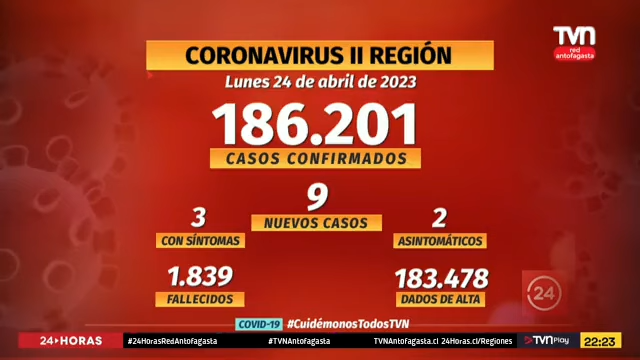 TVN
red
antofagasta
CORONAVIRUS II REGIÓN
Lunes 24 de abril de 2023
186.201
CASOS CONFIRMADOS
9
NUEVOS CASOS
3
CON SÍNTOMAS
2
ASINTOMÁTICOS
1.839
FALLECIDOS
183.478
DADOS DE ALTA
24
COVID-19 #CuidémonosTodosTVN
24 HORAS #24HorasRedAntofagasta #TVNAntofagasta TVNAntofagasta.cl 24Horas.cl/Regiones TVNPlay 22:23